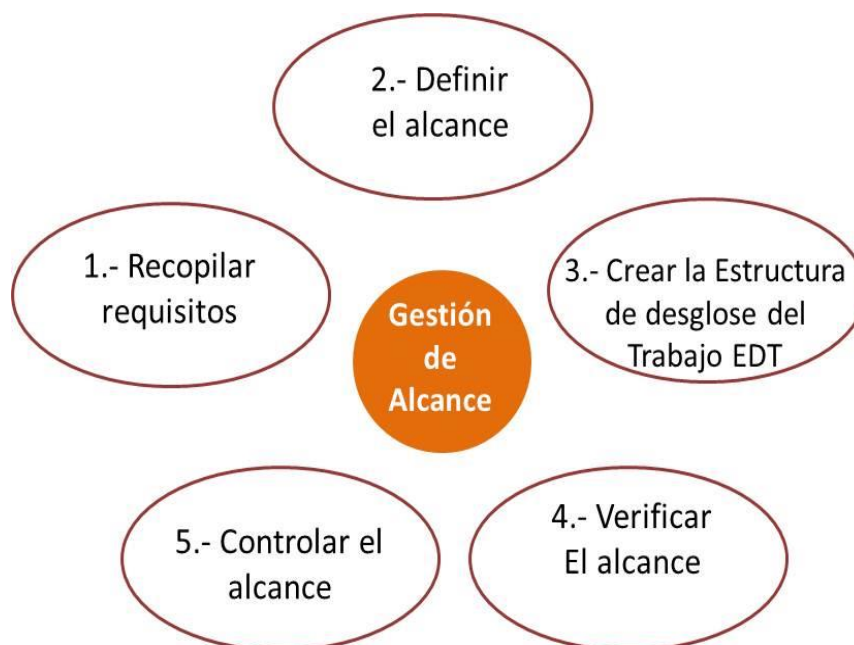 2.- Definir
el alcance
1.- Recopilar
requisitos
3.- Crear la Estructura
de desglose del
Trabajo EDT
Gestión
de
Alcance
5.- Controlar el
alcance
4.- Verificar
El alcance